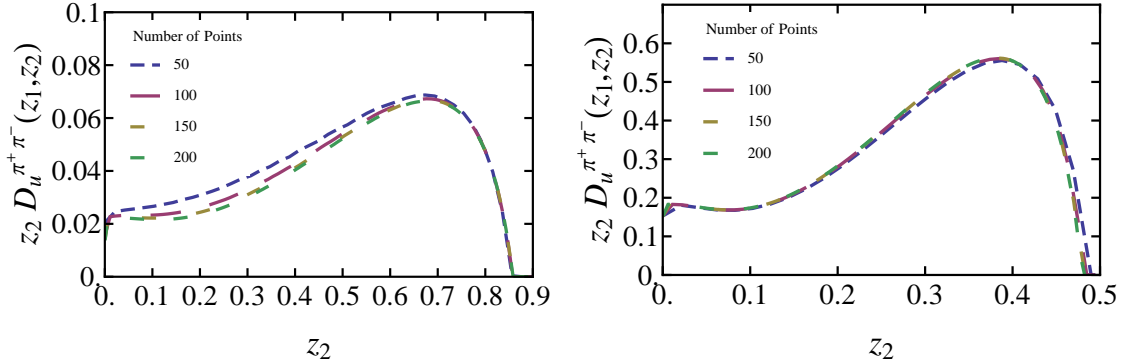 z₂ D_u^{π⁺ π⁻}(z₁,z₂)
0.1
0.08
0.06
0.04
0.02
0.
Number of Points
50
100
150
200
0. 0.1 0.2 0.3 0.4 0.5 0.6 0.7 0.8 0.9
z₂
z₂ D_u^{π⁺ π⁻}(z₁,z₂)
0.6
0.5
0.4
0.3
0.2
0.1
0.
Number of Points
50
100
150
200
0. 0.1 0.2 0.3 0.4 0.5
z₂